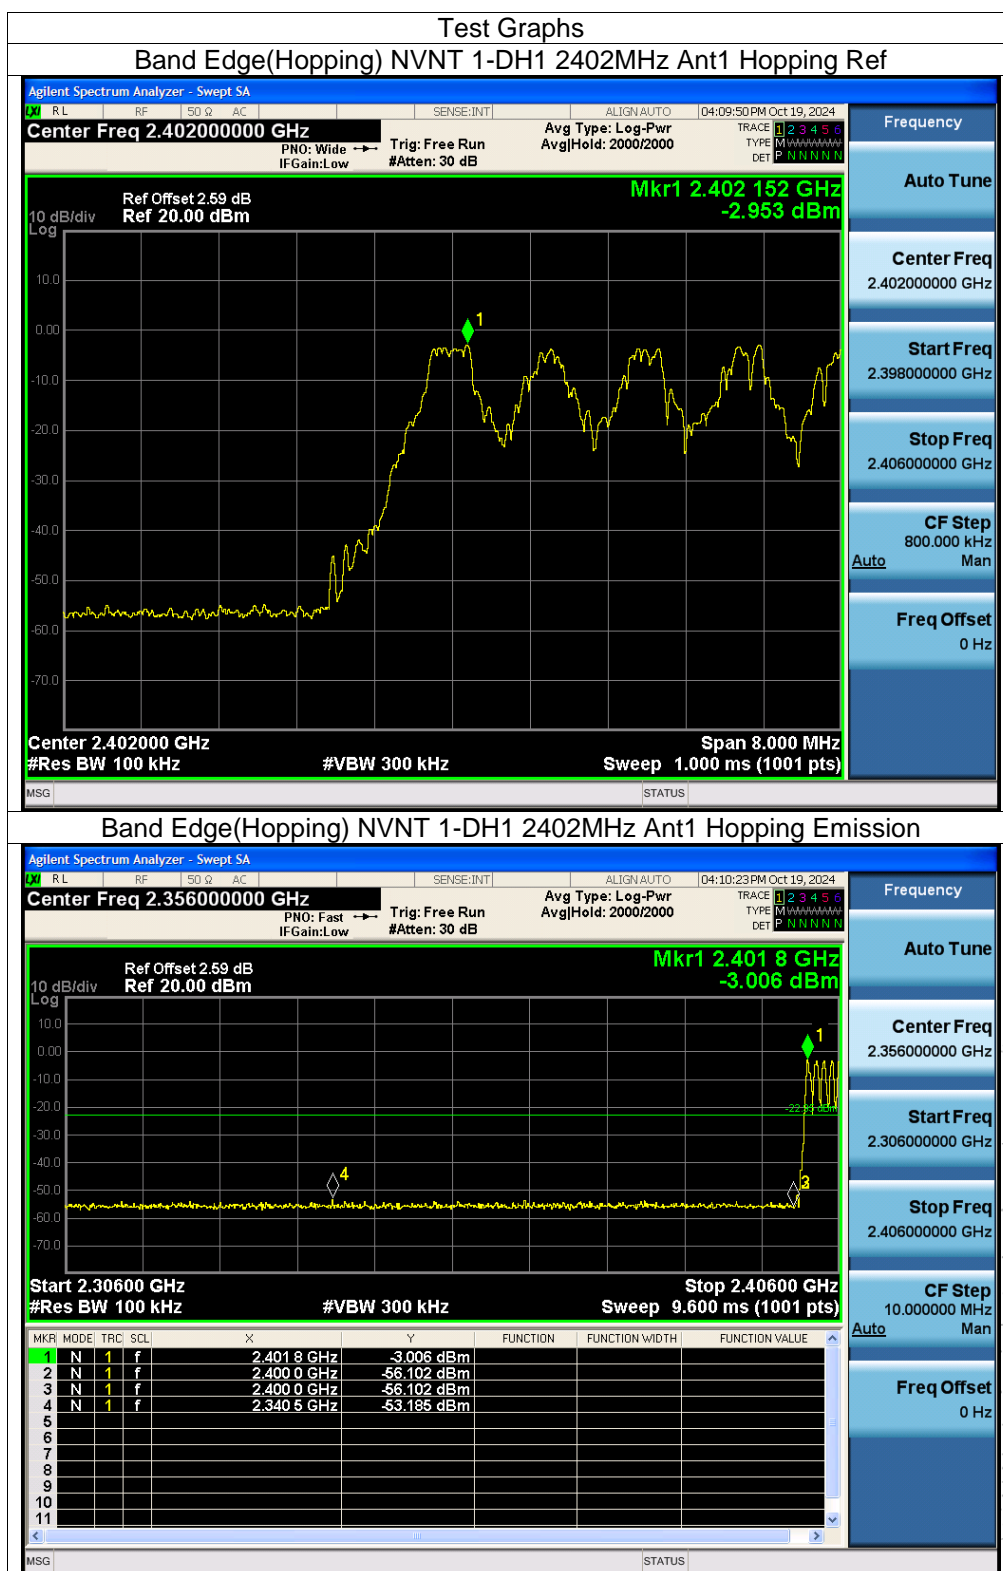 Test Graphs
Band Edge(Hopping) NVNT 1-DH1 2402MHz Ant1 Hopping Ref
Agilent Spectrum Analyzer - Swept SA
LXI RL RF 50 Ω AC SENSE:INT ALIGN AUTO 04:09:50 PM Oct 19, 2024
Center Freq 2.402000000 GHz
PNO: Wide
IFGain:Low
Trig: Free Run
#Atten: 30 dB
Avg Type: Log-Pwr
Avg|Hold: 2000/2000
TRACE 1 2 3 4 5 6
TYPE M
DET P N N N N N
Ref Offset 2.59 dB
Ref 20.00 dBm
10 dB/div
Log
Mkr1 2.402 152 GHz
-2.953 dBm
10.0
0.00
-10.0
-20.0
-30.0
-40.0
-50.0
-60.0
-70.0
1
Center 2.402000 GHz
Span 8.000 MHz
#Res BW 100 kHz
#VBW 300 kHz
Sweep 1.000 ms (1001 pts)
MSG
STATUS
Frequency
Auto Tune
Center Freq
2.402000000 GHz
Start Freq
2.398000000 GHz
Stop Freq
2.406000000 GHz
CF Step
800.000 kHz
Auto Man
Freq Offset
0 Hz
Band Edge(Hopping) NVNT 1-DH1 2402MHz Ant1 Hopping Emission
Agilent Spectrum Analyzer - Swept SA
LXI RL RF 50 Ω AC SENSE:INT ALIGN AUTO 04:10:23 PM Oct 19, 2024
Center Freq 2.356000000 GHz
PNO: Fast
IFGain:Low
Trig: Free Run
#Atten: 30 dB
Avg Type: Log-Pwr
Avg|Hold: 2000/2000
TRACE 1 2 3 4 5 6
TYPE M
DET P N N N N N
Ref Offset 2.59 dB
Ref 20.00 dBm
10 dB/div
Log
Mkr1 2.401 8 GHz
-3.006 dBm
10.0
0.00
-10.0
-20.0
-30.0
-40.0
-50.0
-60.0
-70.0
1
4
Start 2.30600 GHz
Stop 2.40600 GHz
#Res BW 100 kHz
#VBW 300 kHz
Sweep 9.600 ms (1001 pts)
MKR MODE TRC SCL X Y FUNCTION FUNCTION WIDTH FUNCTION VALUE
1 N 1 f 2.401 8 GHz -3.006 dBm
2 N 1 f 2.400 0 GHz -56.102 dBm
3 N 1 f 2.400 0 GHz -56.102 dBm
4 N 1 f 2.340 5 GHz -53.185 dBm
5
6
7
8
9
10
11
MSG
STATUS
Frequency
Auto Tune
Center Freq
2.356000000 GHz
Start Freq
2.306000000 GHz
Stop Freq
2.406000000 GHz
CF Step
10.000000 MHz
Auto Man
Freq Offset
0 Hz